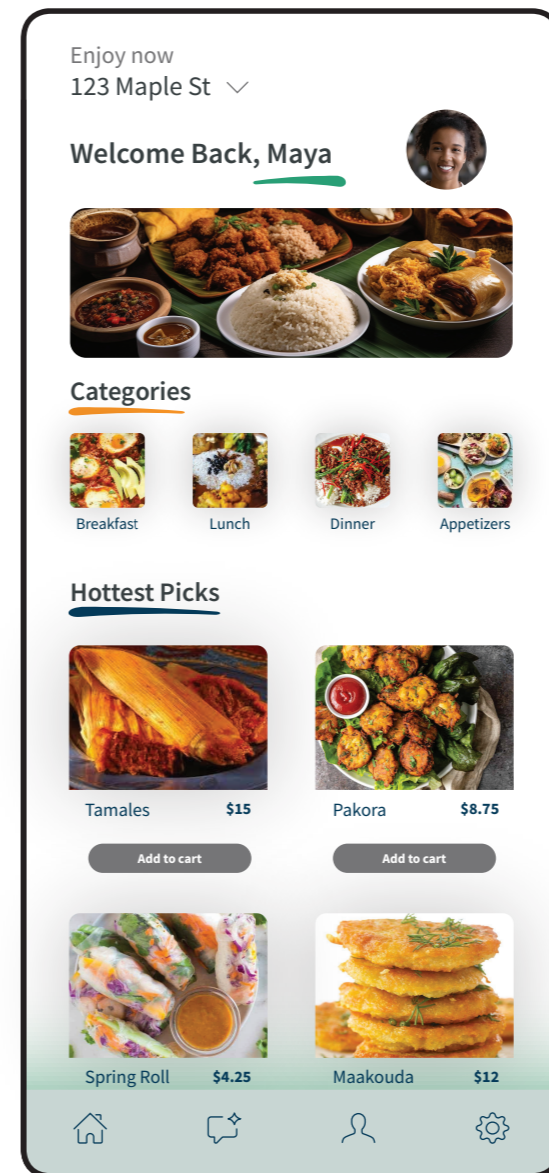 Enjoy now
123 Maple St
Welcome Back, Maya
Categories
Breakfast Lunch Dinner Appetizers
Hottest Picks
Tamales $15 Pakora $8.75
Add to cart Add to cart
Spring Roll $4.25 Maakouda $12